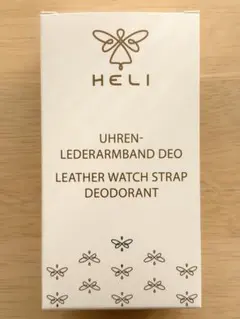 HELI
UHREN-
LEDERARMBAND DEO
LEATHER WATCH STRAP
DEODORANT